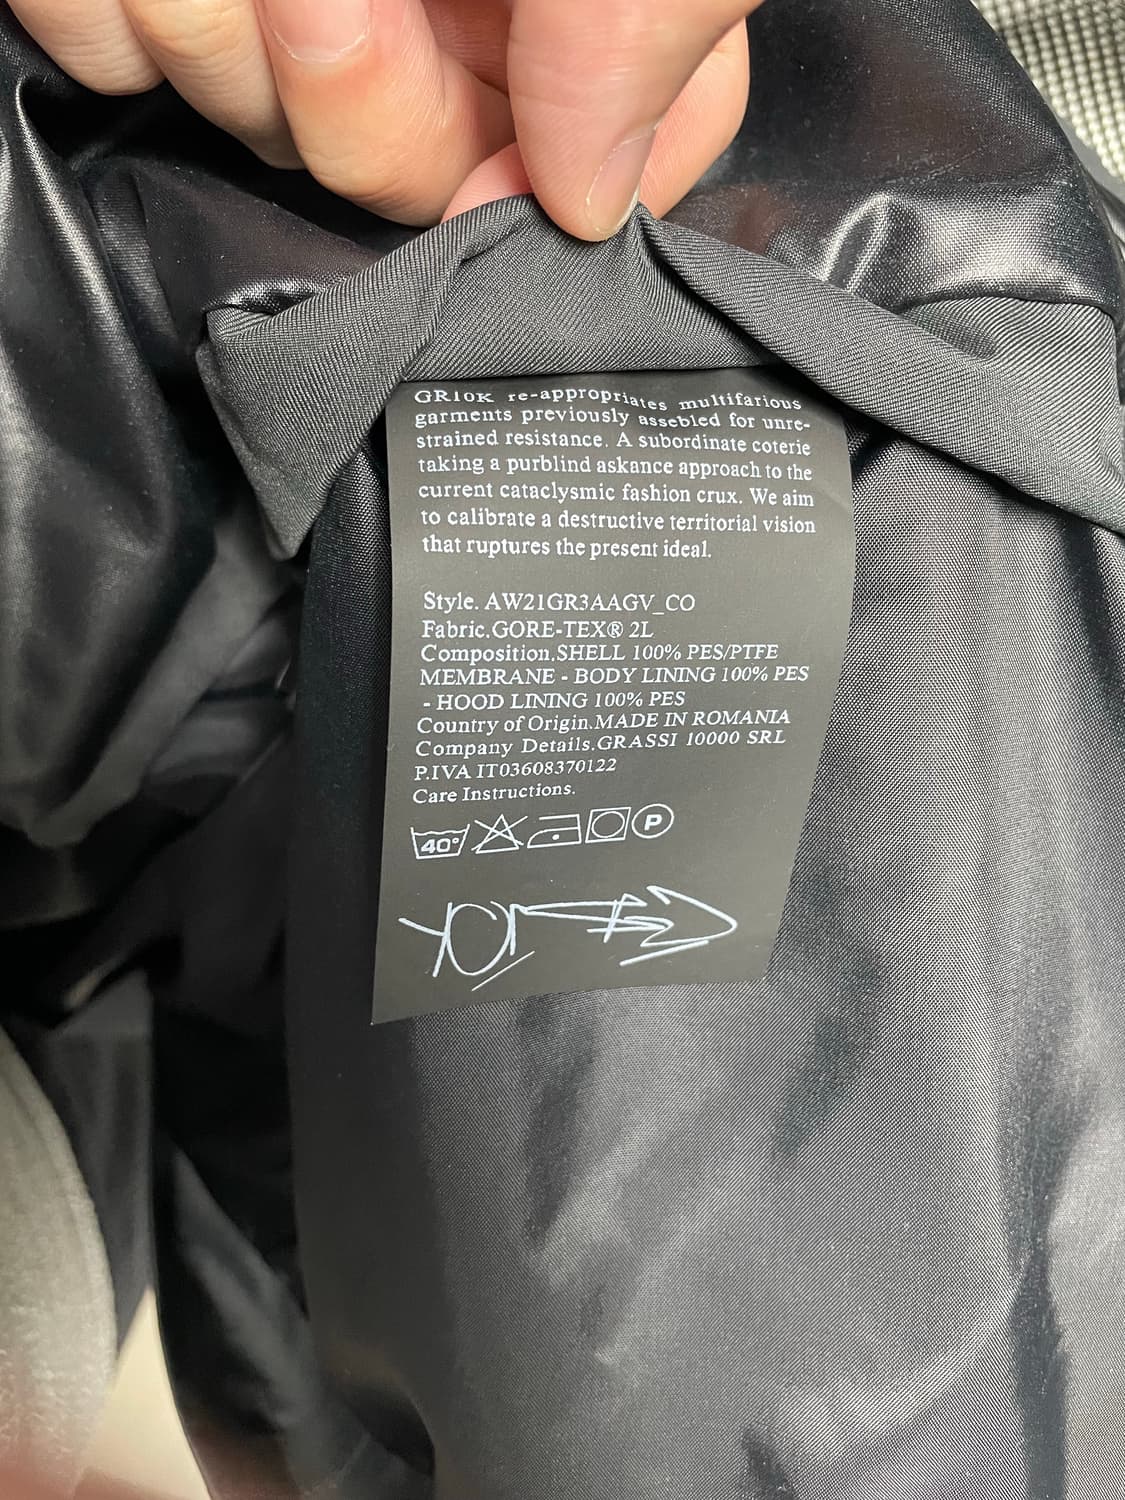 GR10K re-appropriates multifarious
garments previously assebled for unre-
strained resistance. A subordinate coterie
taking a purblind askance approach to the
current cataclysmic fashion crux. We aim
to calibrate a destructive territorial vision
that ruptures the present ideal.
Style. AW21GR3AAGV_CO
Fabric.GORE-TEX® 2L
Composition.SHELL 100% PES/PTFE
MEMBRANE - BODY LINING 100% PES
- HOOD LINING 100% PES
Country of Origin.MADE IN ROMANIA
Company Details.GRASSI 10000 SRL
P.IVA IT03608370122
Care Instructions.
40° P